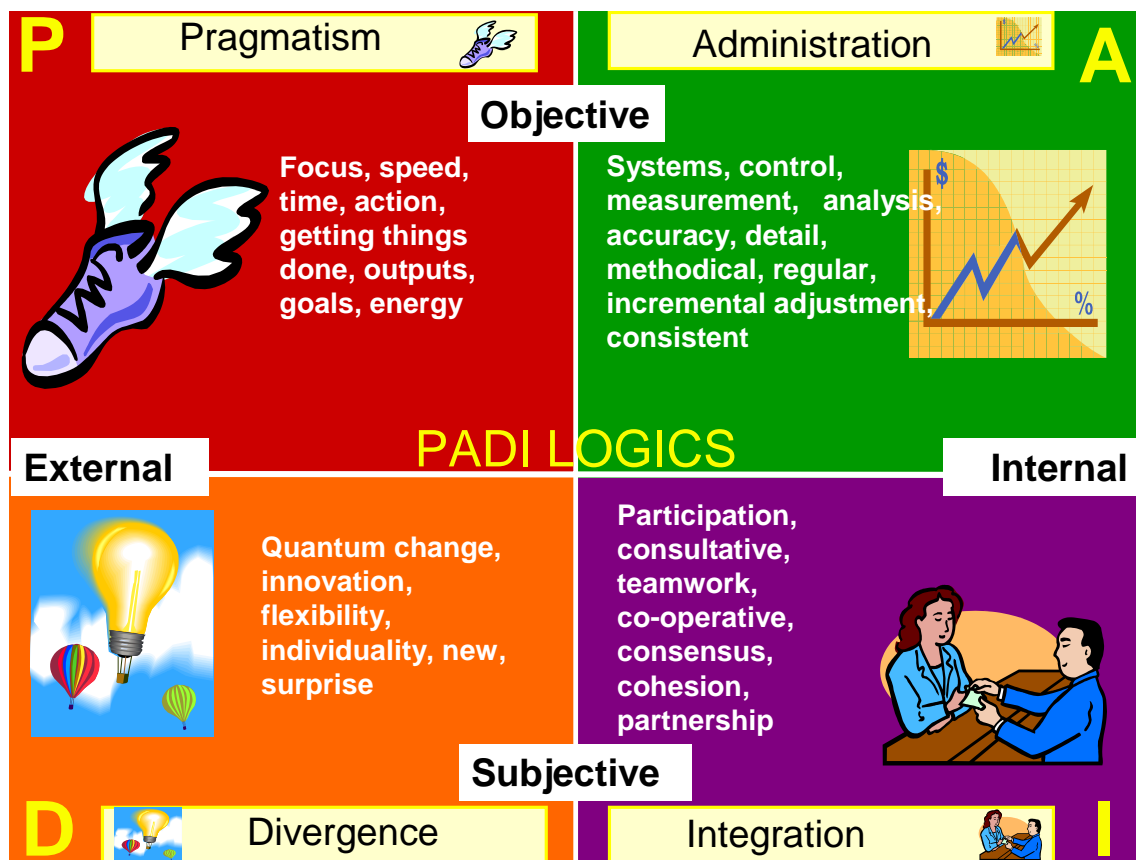 P
Pragmatism
Administration
A
Objective
Focus, speed,
time, action,
getting things
done, outputs,
goals, energy
Systems, control,
measurement, analysis,
accuracy, detail,
methodical, regular,
incremental adjustment,
consistent
$
%
PADI LOGICS
External
Internal
Quantum change,
innovation,
flexibility,
individuality, new,
surprise
Participation,
consultative,
teamwork,
co-operative,
consensus,
cohesion,
partnership
Subjective
D
Divergence
Integration
I